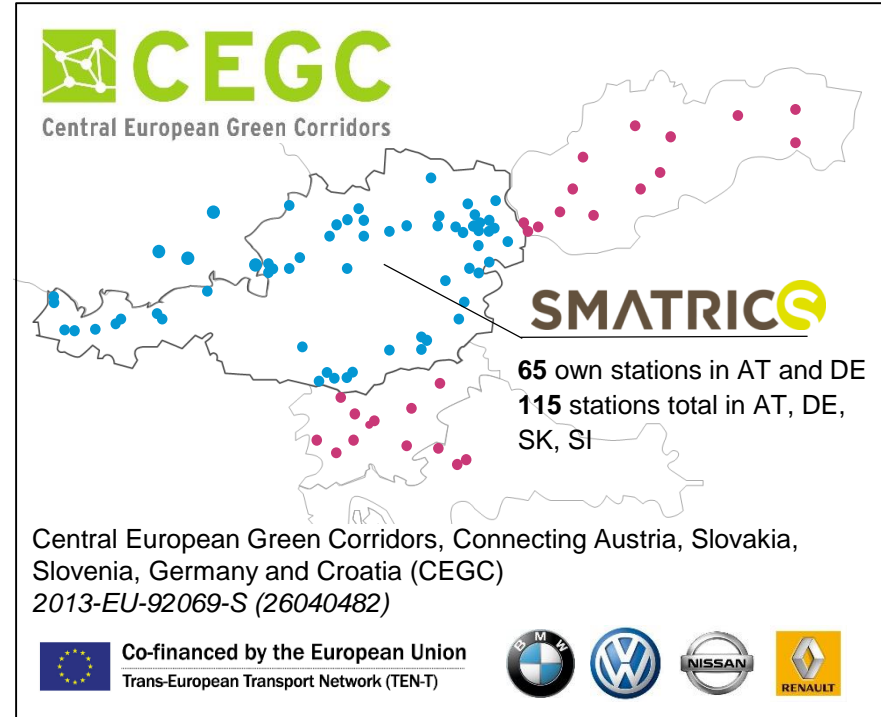 CEGC
Central European Green Corridors
SMATRICS
65 own stations in AT and DE
115 stations total in AT, DE,
SK, SI
Central European Green Corridors, Connecting Austria, Slovakia,
Slovenia, Germany and Croatia (CEGC)
2013-EU-92069-S (26040482)
Co-financed by the European Union
Trans-European Transport Network (TEN-T)
BMW
NISSAN
RENAULT